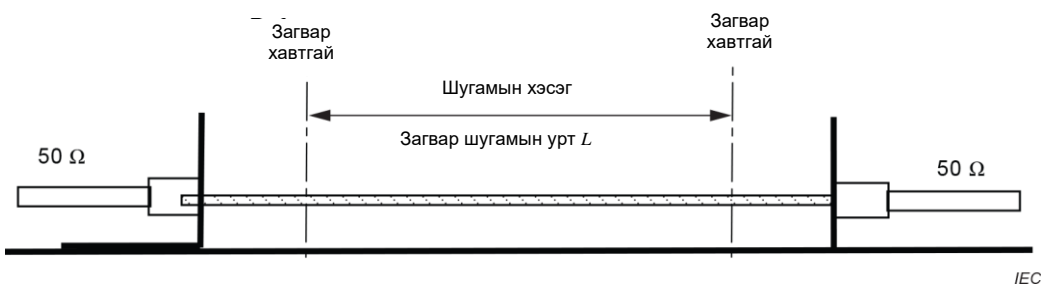 Загвар
хавтгай
Загвар
хавтгай
Шугамын хэсэг
Загвар шугамын урт L
50 Ω
50 Ω
IEC